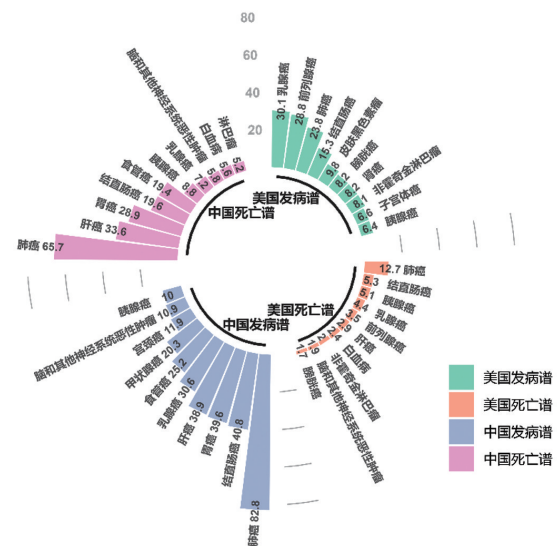 80
60
40
20
30.1 乳腺癌
28.8 前列腺癌
23.8 肺癌
15.3 结直肠癌
9.8 皮肤黑色素瘤
8.2 膀胱癌
8.2 肾癌
8.1 非霍奇金淋巴瘤
6.6 子宫体癌
6.4 胰腺癌
美国发病谱
12.7 肺癌
5.3 结直肠癌
5.1 胰腺癌
4.4 乳腺癌
前列腺癌
肝癌
白血病
非霍奇金淋巴瘤
脑和其他神经系统恶性肿瘤
1.7 膀胱癌
美国死亡谱
肺癌 82.8
结直肠癌 40.8
胃癌 39.6
肝癌 38.9
乳腺癌 30.6
食管癌 25.2
甲状腺癌 20.3
宫颈癌 11.9
脑和其他神经系统恶性肿瘤 10.9
胰腺癌 10
中国发病谱
肺癌 65.7
肝癌 33.6
胃癌 28.9
结直肠癌 19.6
食管癌 19.4
胰腺癌 8.8
乳腺癌 7.2
脑和其他神经系统恶性肿瘤 5.8
白血病 5.6
淋巴瘤 5.2
中国死亡谱
美国发病谱
美国死亡谱
中国发病谱
中国死亡谱